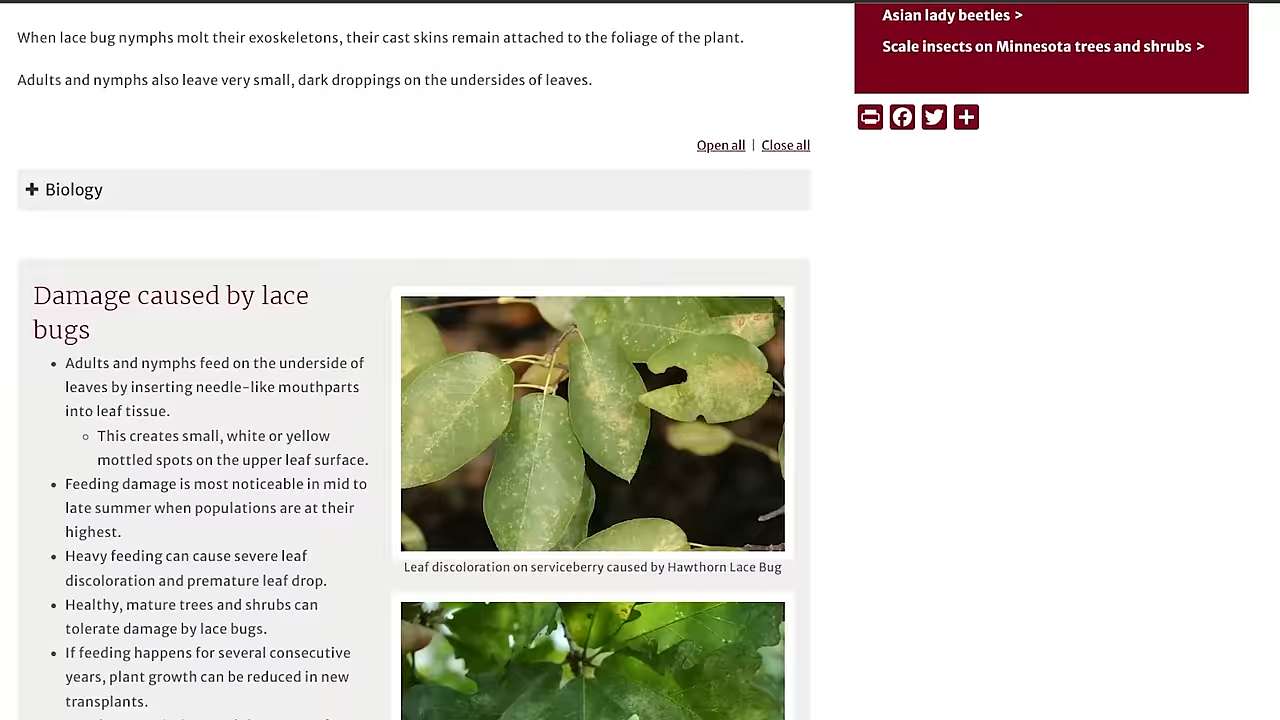 When lace bug nymphs molt their exoskeletons, their cast skins remain attached to the foliage of the plant.
Adults and nymphs also leave very small, dark droppings on the undersides of leaves.
Open all | Close all
Biology
Damage caused by lace
bugs
Adults and nymphs feed on the underside of
leaves by inserting needle-like mouthparts
into leaf tissue.
This creates small, white or yellow
mottled spots on the upper leaf surface.
Feeding damage is most noticeable in mid to
late summer when populations are at their
highest.
Heavy feeding can cause severe leaf
discoloration and premature leaf drop.
Healthy, mature trees and shrubs can
tolerate damage by lace bugs.
If feeding happens for several consecutive
years, plant growth can be reduced in new
transplants.
Leaf discoloration on serviceberry caused by Hawthorn Lace Bug
Asian lady beetles >
Scale insects on Minnesota trees and shrubs >